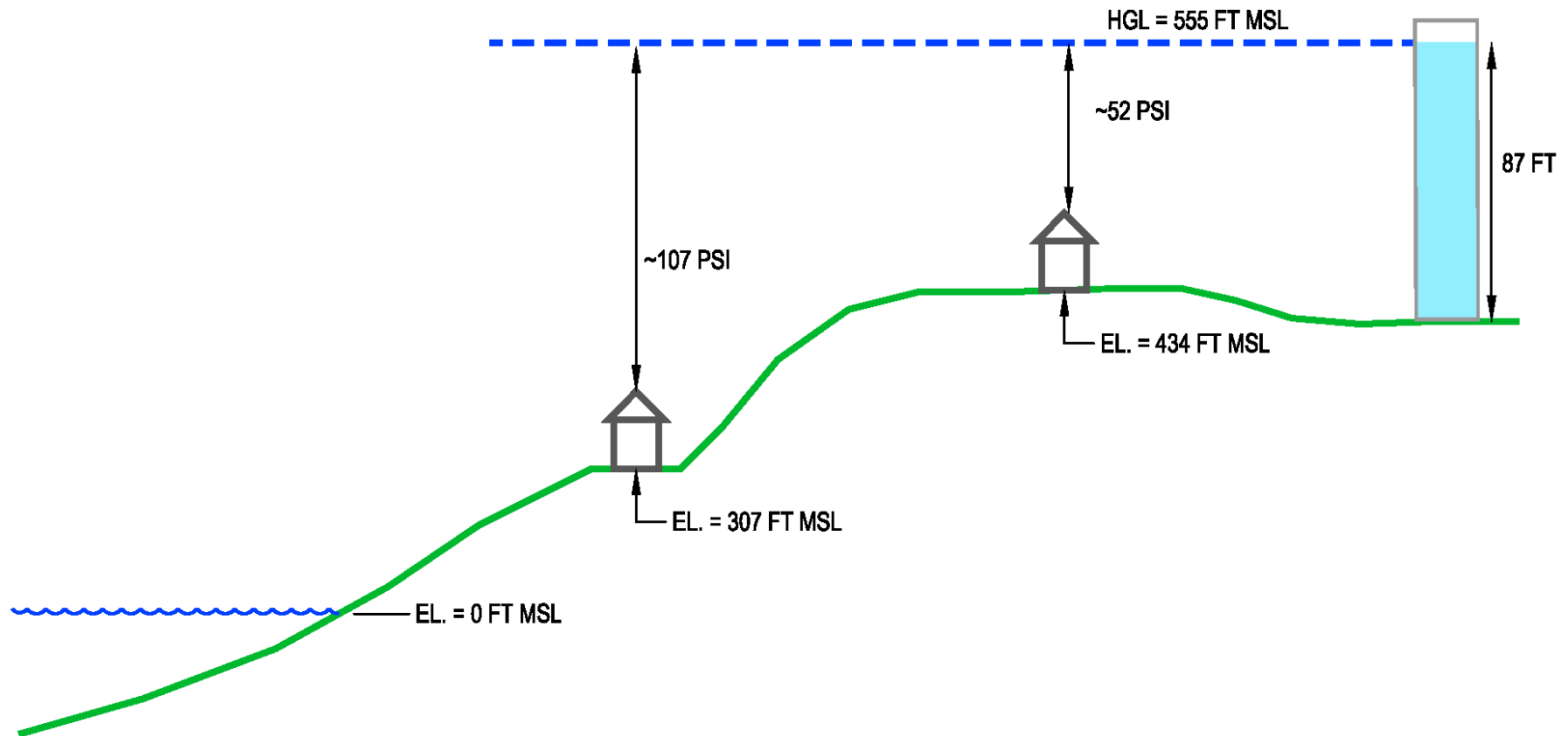 HGL = 555 FT MSL
~52 PSI
87 FT
~107 PSI
EL. = 434 FT MSL
EL. = 307 FT MSL
EL. = 0 FT MSL